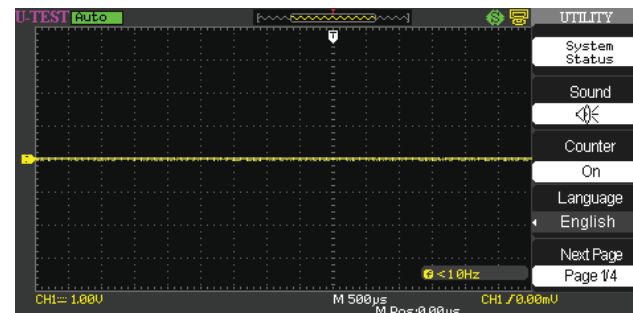 U-TEST Auto
UTILITY
T
System
Status
Sound
Counter
On
Language
English
Next Page
Page 1/4
<10Hz
CH1 1.00V
M 500µs
CH1 0.00mV
M Pos:0.00µs